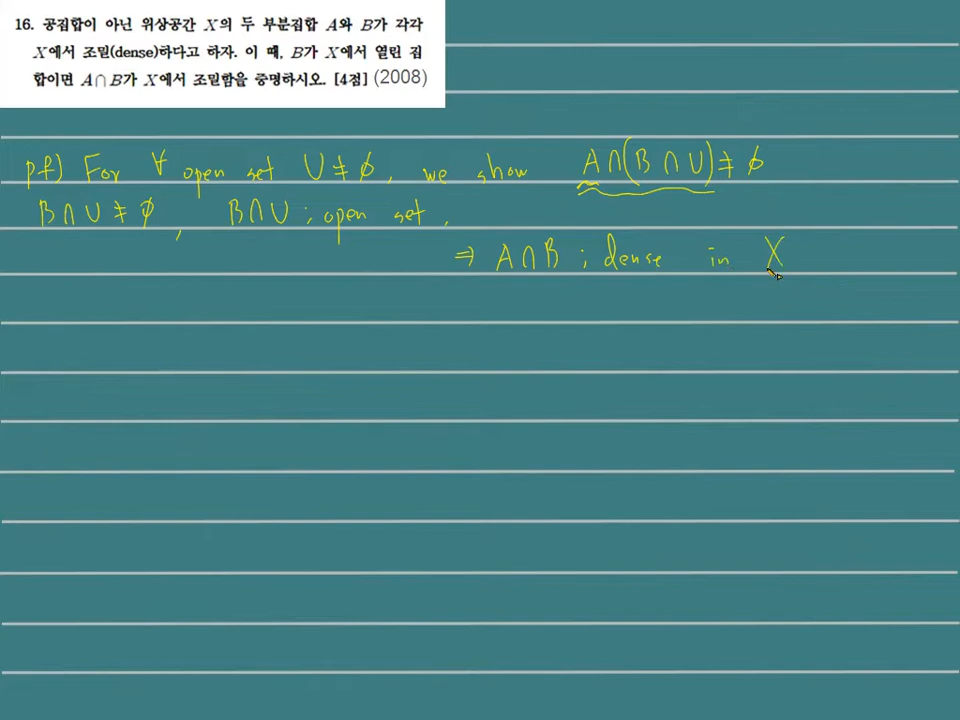 16. 공집합이 아닌 위상공간 X의 두 부분집합 A와 B가 각각
X에서 조밀(dense)하다고 하자. 이 때, B가 X에서 열린 집
합이면 A∩B가 X에서 조밀함을 증명하시오. [4점] (2008)
pf) For ∀ open set U ≠ ∅, we show A∩(B∩U) ≠ ∅
B∩U ≠ ∅, B∩U ; open set.
⇒ A∩B ; dense in X